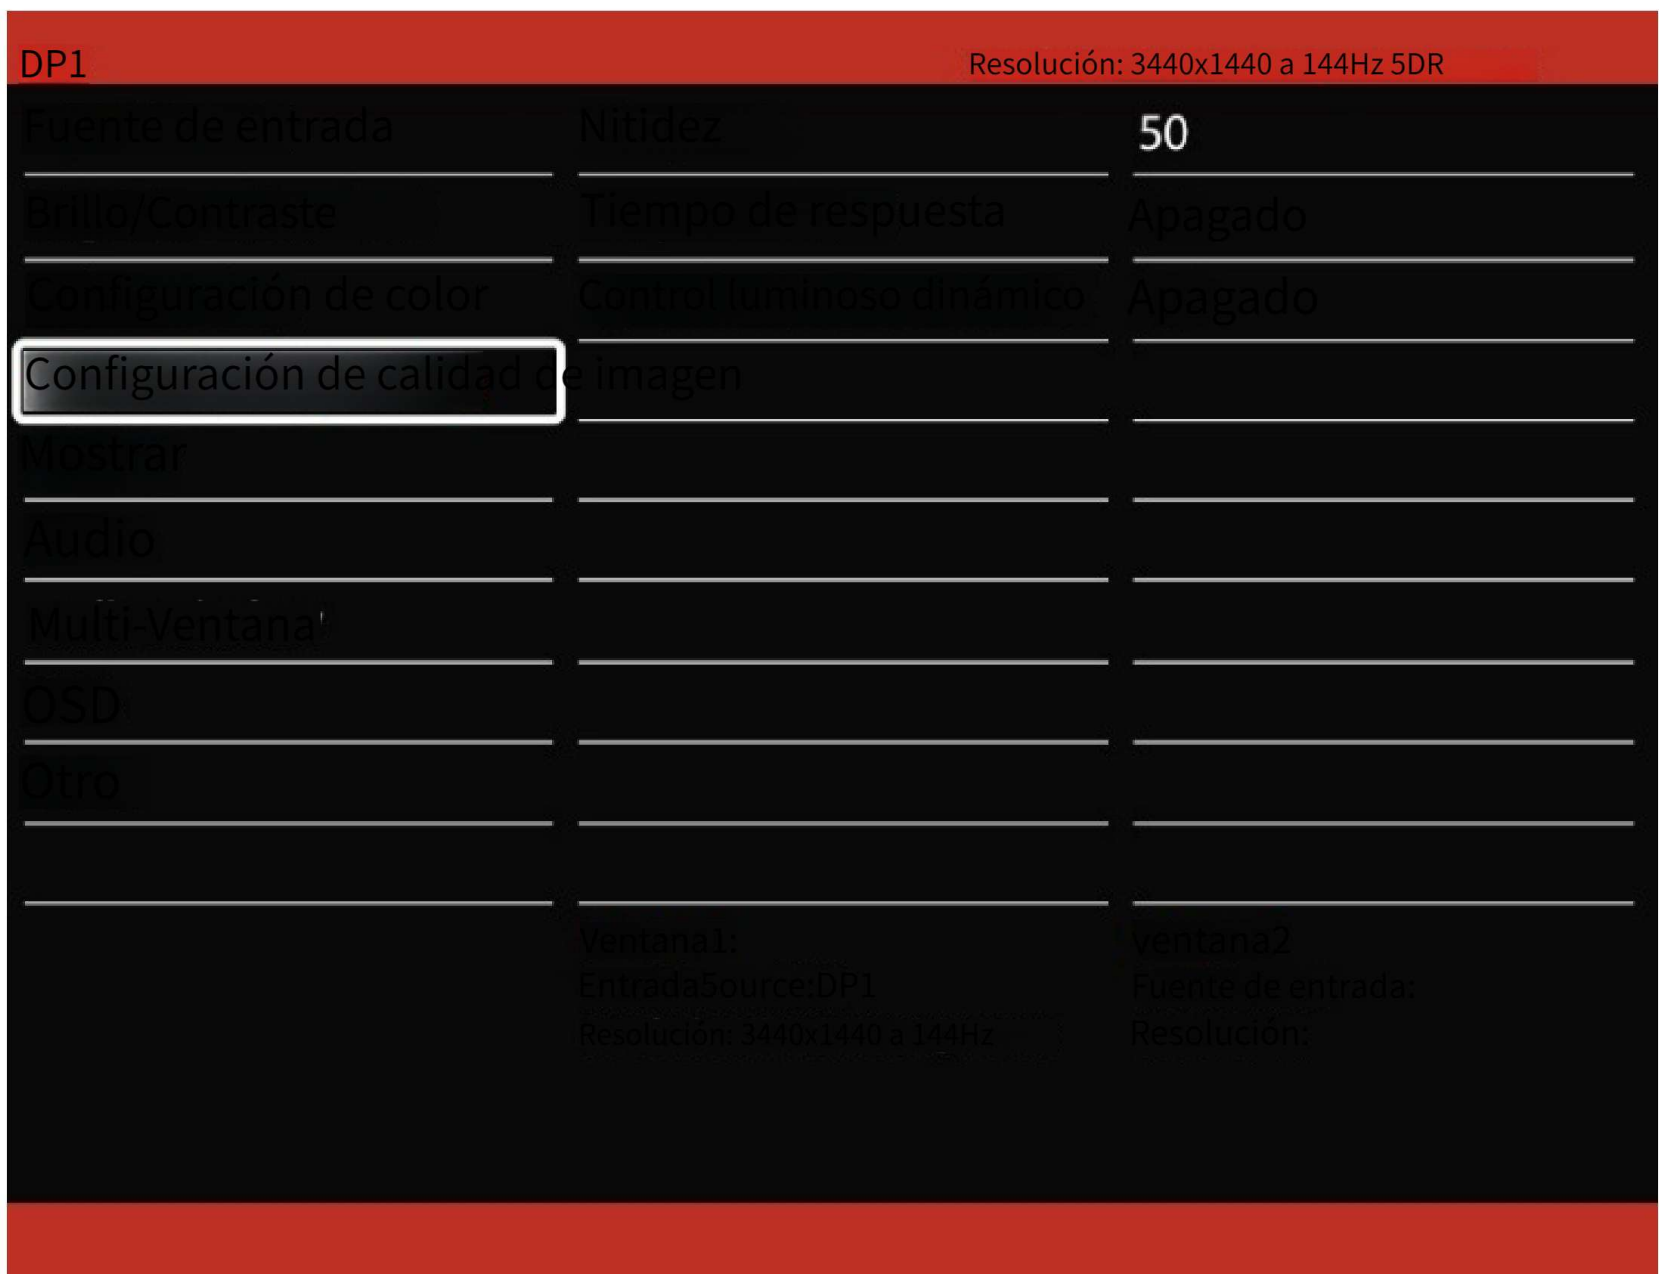 DP1
Resolución: 3440x1440 a 144Hz 5DR
Fuente de entrada
Nitidez
50
Brillo/Contraste
Tiempo de respuesta
Apagado
Configuración de color
Control luminoso dinámico
Apagado
Configuración de calidad de imagen
Mostrar
Audio
Multi-Ventana
OSD
Otro
Ventana1:
Entrada5ource:DP1
Resolución: 3440x1440 a 144Hz
ventana2
Fuente de entrada:
Resolución: